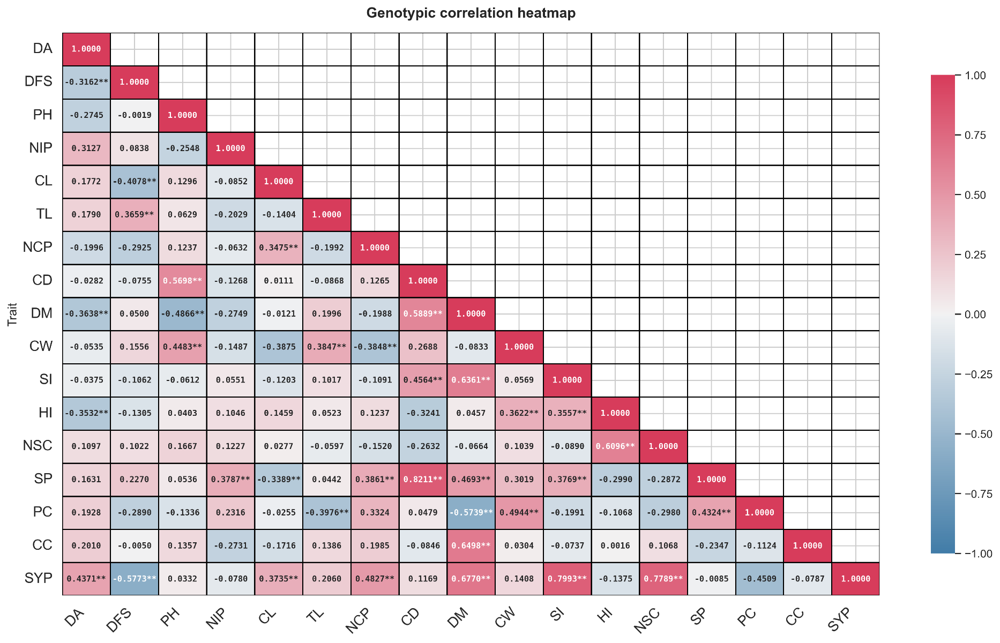 Genotypic correlation heatmap
DA 1.0000
DFS -0.3162** 1.0000
PH -0.2745 -0.0019 1.0000
NIP 0.3127 0.0838 -0.2548 1.0000
CL 0.1772 -0.4078** 0.1296 -0.0852 1.0000
TL 0.1790 0.3659** 0.0629 -0.2029 -0.1404 1.0000
NCP -0.1996 -0.2925 0.1237 -0.0632 0.3475** -0.1992 1.0000
CD -0.0282 -0.0755 0.5698** -0.1268 0.0111 -0.0868 0.1265 1.0000
DM -0.3638** 0.0500 -0.4866** -0.2749 -0.0121 0.1996 -0.1988 0.5889** 1.0000
CW -0.0535 0.1556 0.4483** -0.1487 -0.3875 0.3847** -0.3848** 0.2688 -0.0833 1.0000
SI -0.0375 -0.1062 -0.0612 0.0551 -0.1203 0.1017 -0.1091 0.4564** 0.6361** 0.0569 1.0000
HI -0.3532** -0.1305 0.0403 0.1046 0.1459 0.0523 0.1237 -0.3241 0.0457 0.3622** 0.3557** 1.0000
NSC 0.1097 0.1022 0.1667 0.1227 0.0277 -0.0597 -0.1520 -0.2632 -0.0664 0.1039 -0.0890 0.6096** 1.0000
SP 0.1631 0.2270 0.0536 0.3787** -0.3389** 0.0442 0.3861** 0.8211** 0.4693** 0.3019 0.3769** -0.2990 -0.2872 1.0000
PC 0.1928 -0.2890 -0.1336 0.2316 -0.0255 -0.3976** 0.3324 0.0479 -0.5739** 0.4944** -0.1991 -0.1068 -0.2980 0.4324** 1.0000
CC 0.2010 -0.0050 0.1357 -0.2731 -0.1716 0.1386 0.1985 -0.0846 0.6498** 0.0304 -0.0737 0.0016 0.1068 -0.2347 -0.1124 1.0000
SYP 0.4371** -0.5773** 0.0332 -0.0780 0.3735** 0.2060 0.4827** 0.1169 0.6770** 0.1408 0.7993** -0.1375 0.7789** -0.0085 -0.4509 -0.0787 1.0000
DA DFS PH NIP CL TL NCP CD DM CW SI HI NSC SP PC CC SYP
Trait
1.00
0.75
0.50
0.25
0.00
−0.25
−0.50
−0.75
−1.00